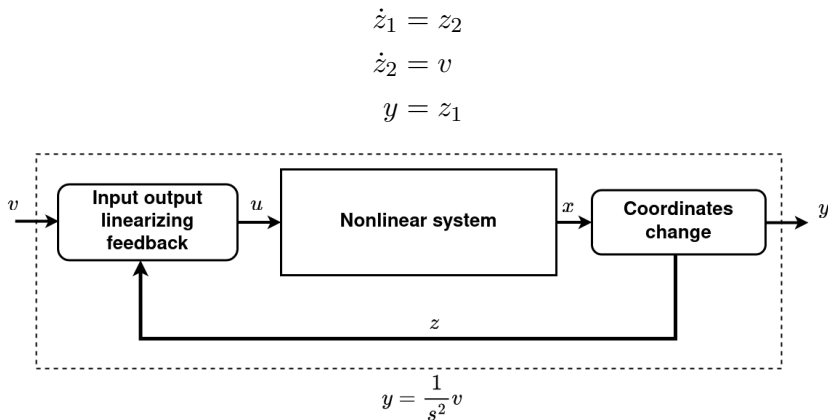 ż₁ = z₂
ż₂ = v
y = z₁
v
Input output
linearizing
feedback
u
Nonlinear system
x
Coordinates
change
y
z
y = 1/s² v